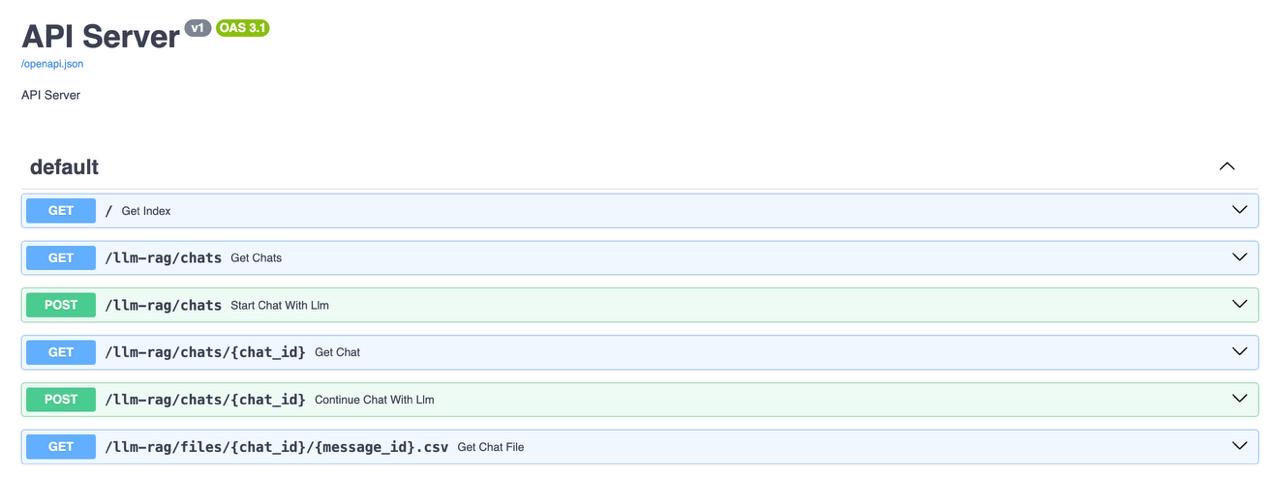 API Server v1 OAS 3.1
/openapi.json
API Server
default
GET / Get Index
GET /llm-rag/chats Get Chats
POST /llm-rag/chats Start Chat With Llm
GET /llm-rag/chats/{chat_id} Get Chat
POST /llm-rag/chats/{chat_id} Continue Chat With Llm
GET /llm-rag/files/{chat_id}/{message_id}.csv Get Chat File